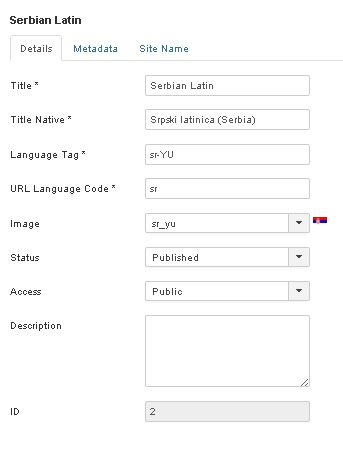 Serbian Latin
Details Metadata Site Name
Title * Serbian Latin
Title Native * Srpski latinica (Serbia)
Language Tag * sr-YU
URL Language Code * sr
Image sr_yu
Status Published
Access Public
Description
ID 2